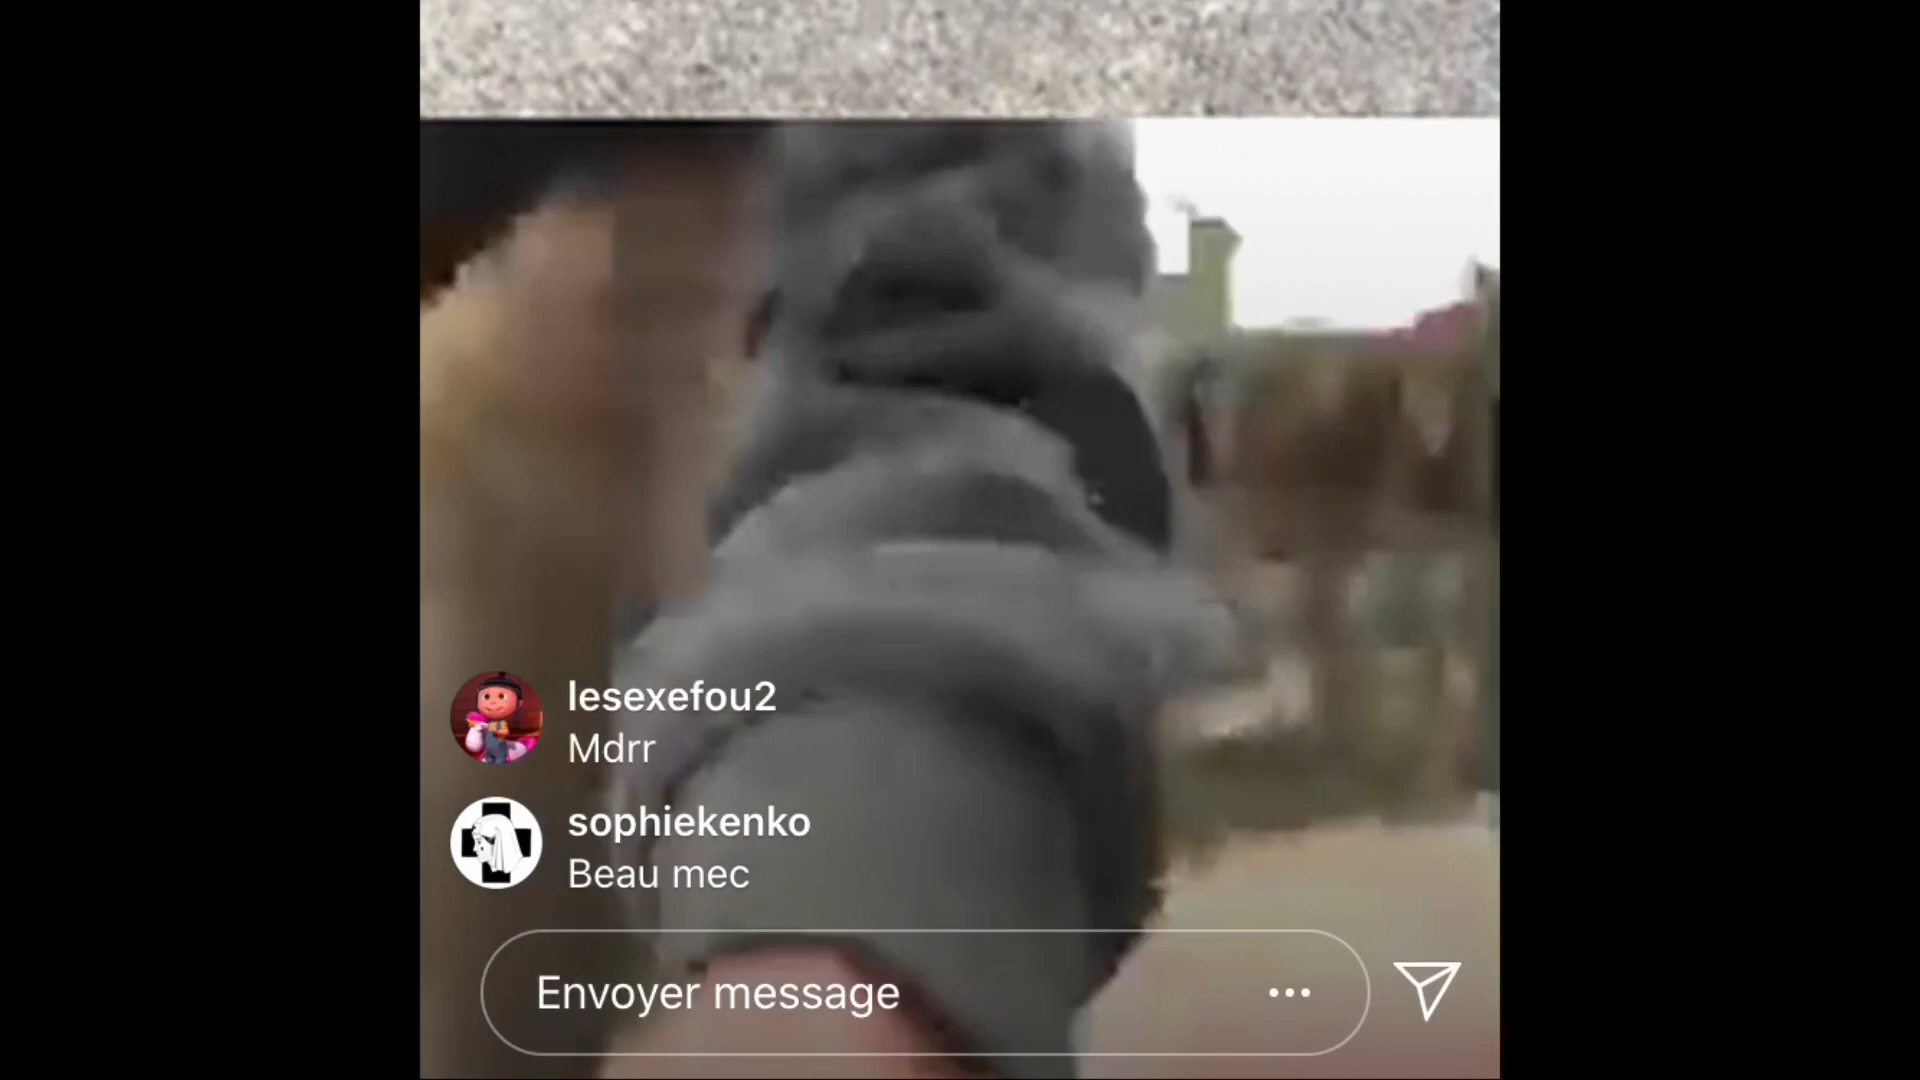 lesexefou2
Mdrr
sophiekenko
Beau mec
Envoyer message